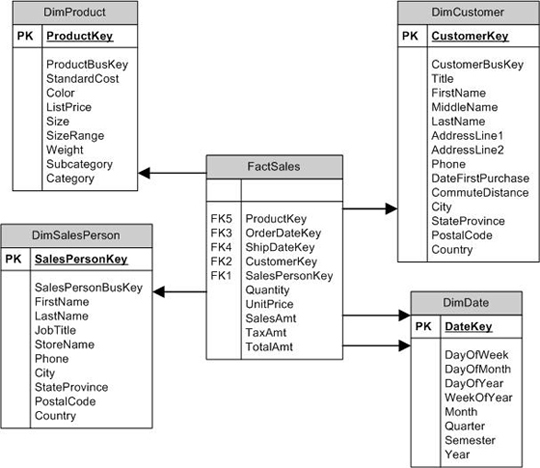 DimProduct
PK ProductKey
ProductBusKey
StandardCost
Color
ListPrice
Size
SizeRange
Weight
Subcategory
Category
DimCustomer
PK CustomerKey
CustomerBusKey
Title
FirstName
MiddleName
LastName
AddressLine1
AddressLine2
Phone
DateFirstPurchase
CommuteDistance
City
StateProvince
PostalCode
Country
FactSales
FK5 ProductKey
FK3 OrderDateKey
FK4 ShipDateKey
FK2 CustomerKey
FK1 SalesPersonKey
Quantity
UnitPrice
SalesAmt
TaxAmt
TotalAmt
DimSalesPerson
PK SalesPersonKey
SalesPersonBusKey
FirstName
LastName
JobTitle
StoreName
Phone
City
StateProvince
PostalCode
Country
DimDate
PK DateKey
DayOfWeek
DayOfMonth
DayOfYear
WeekOfYear
Month
Quarter
Semester
Year